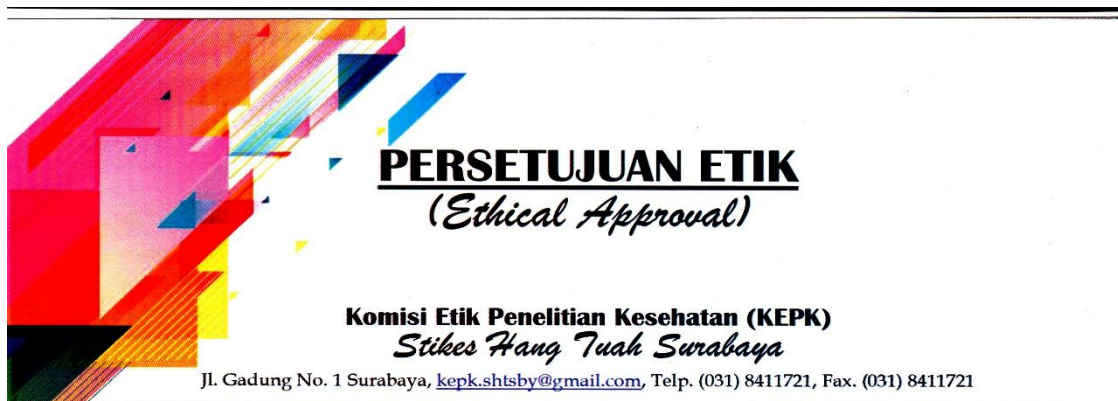 PERSETUJUAN ETIK
(Ethical Approval)
Komisi Etik Penelitian Kesehatan (KEPK)
Stikes Hang Tuah Surabaya
Jl. Gadung No. 1 Surabaya, kepk.shtsby@gmail.com, Telp. (031) 8411721, Fax. (031) 8411721